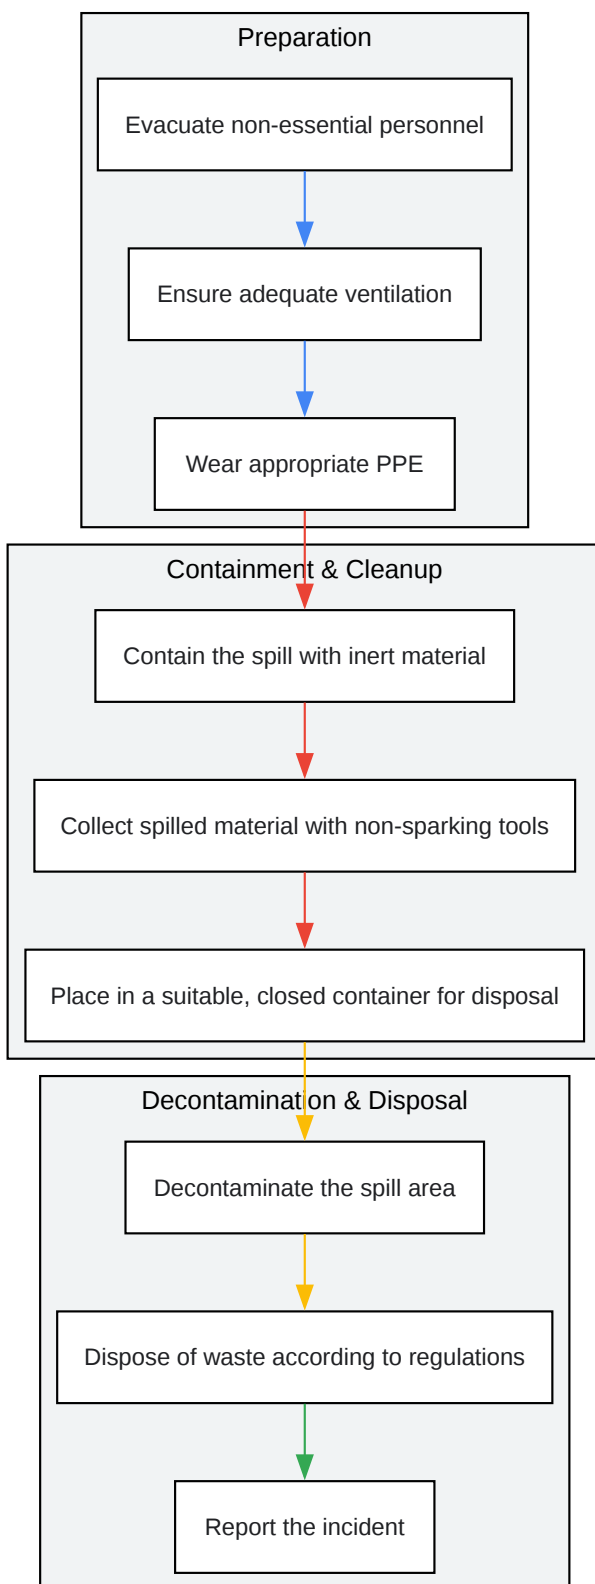 Preparation
Evacuate non-essential personnel
Ensure adequate ventilation
Wear appropriate PPE
Containment & Cleanup
Contain the spill with inert material
Collect spilled material with non-sparking tools
Place in a suitable, closed container for disposal
Decontamination & Disposal
Decontaminate the spill area
Dispose of waste according to regulations
Report the incident